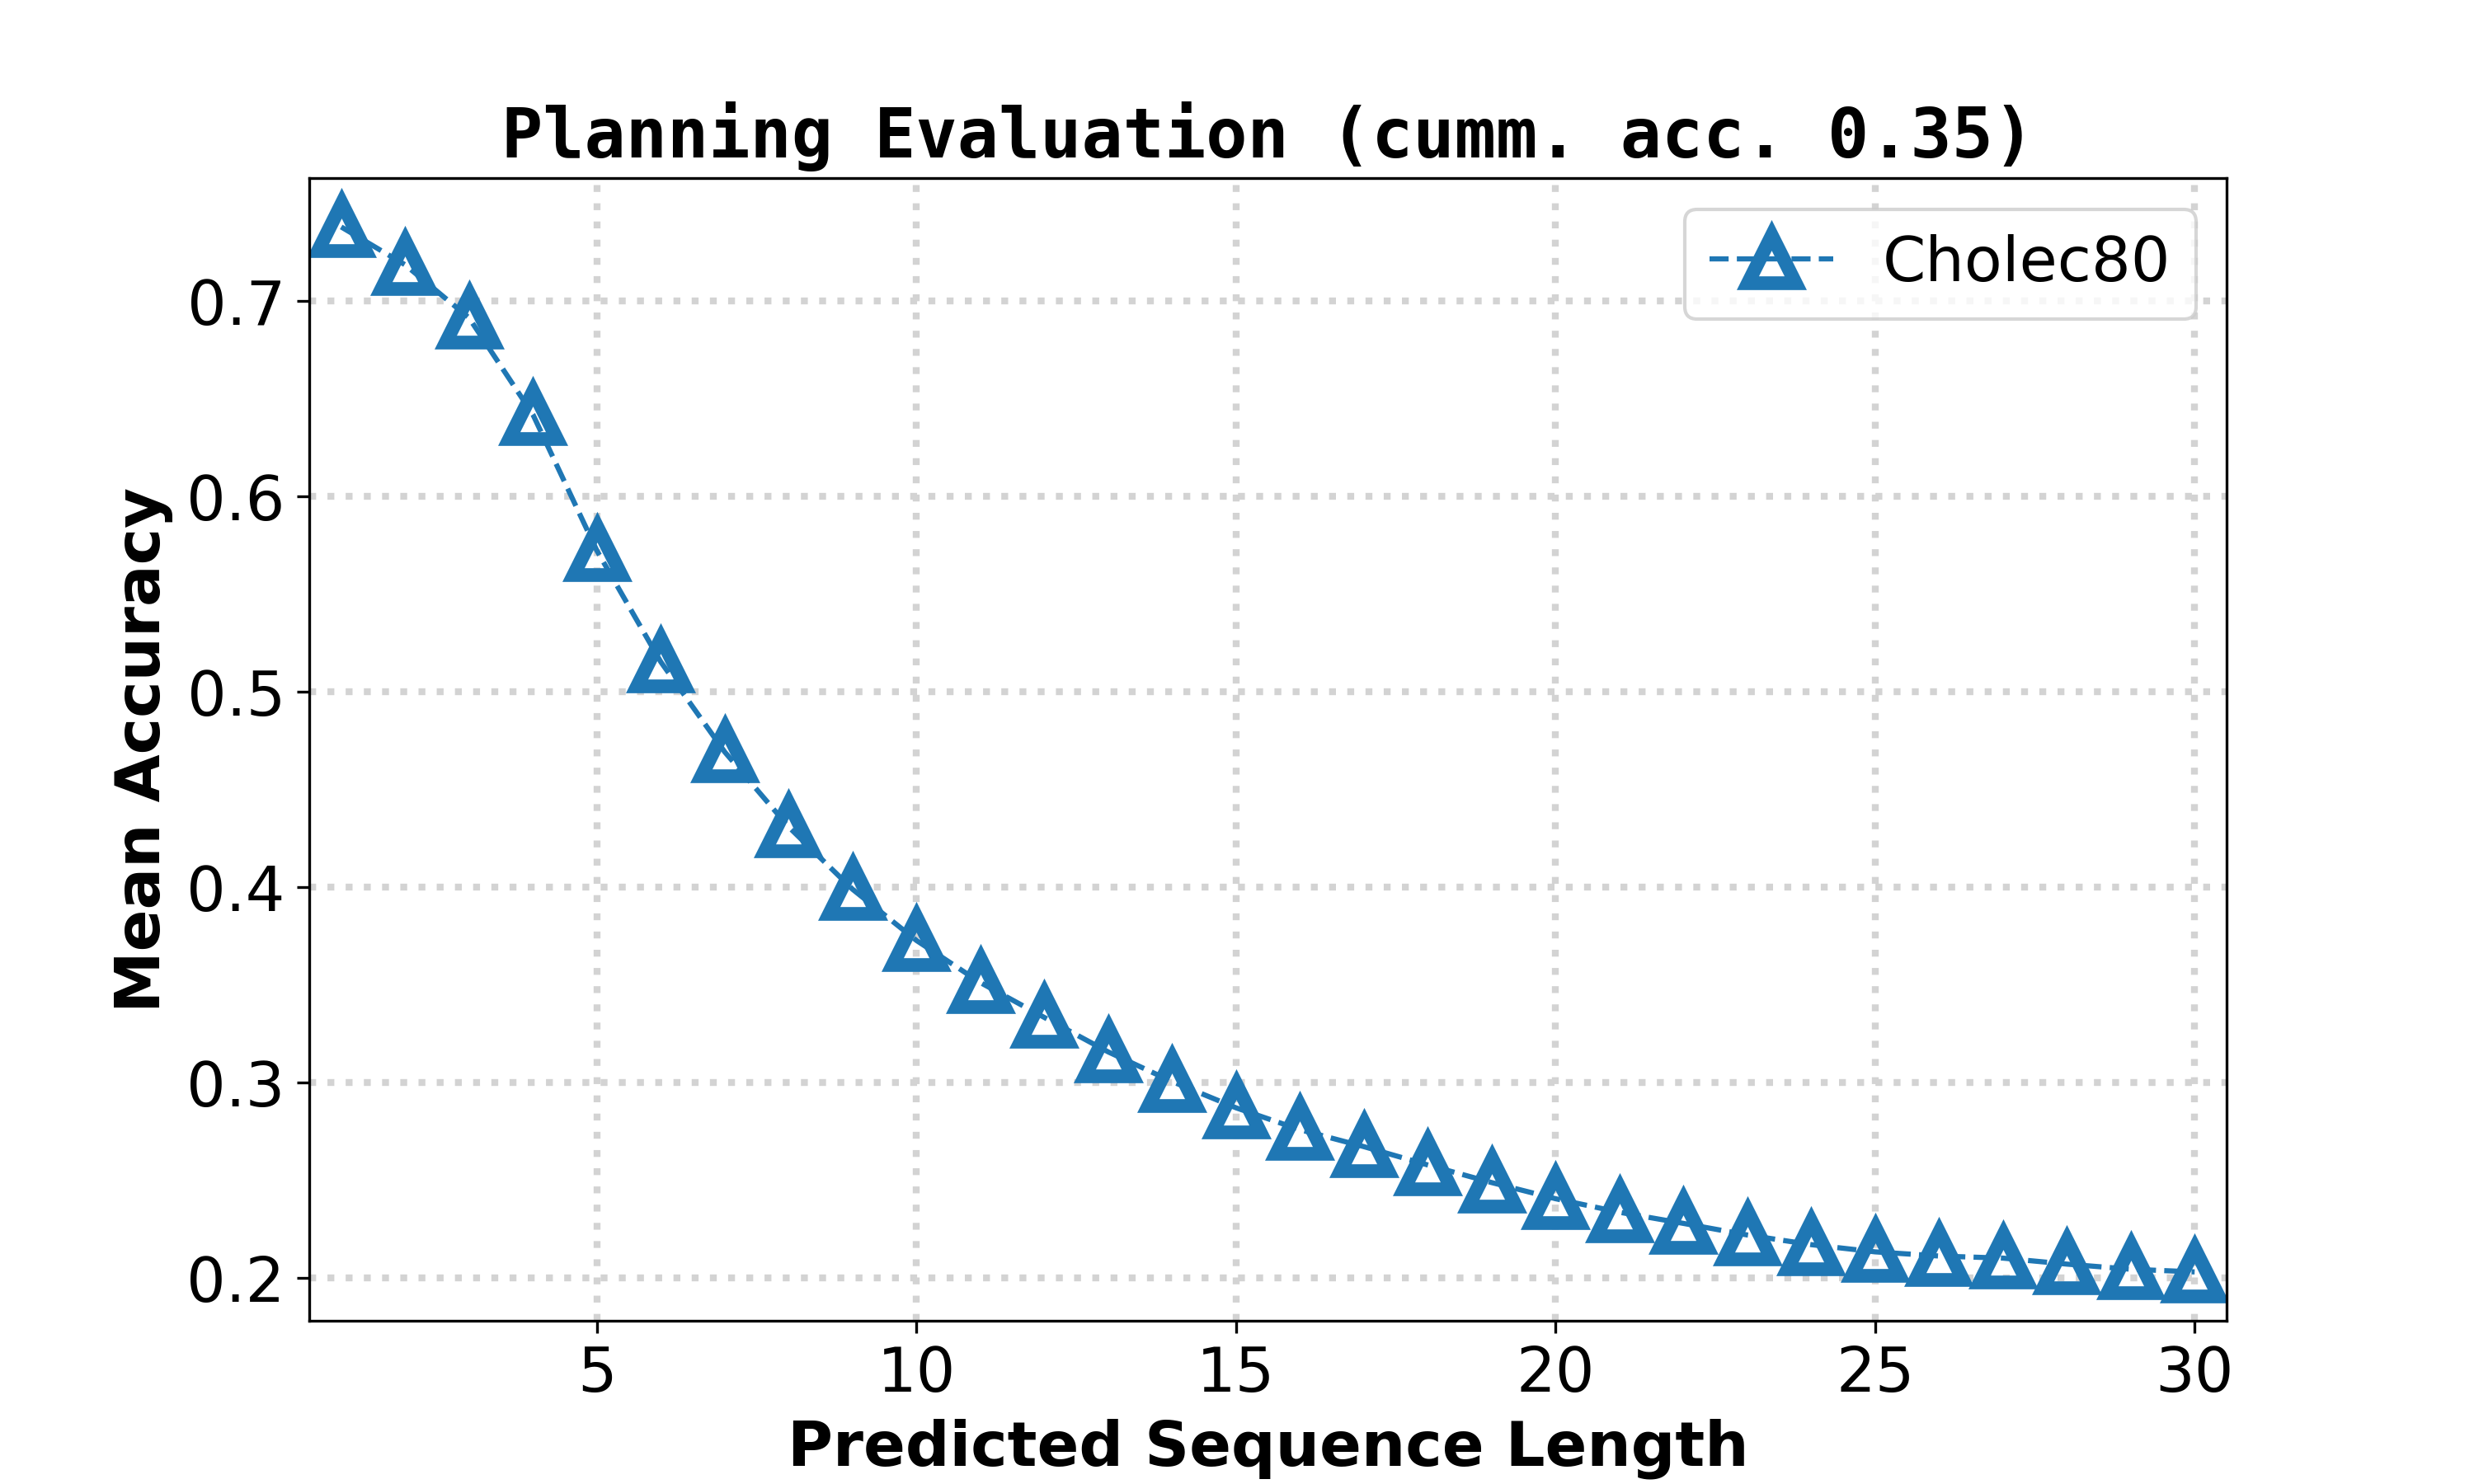 Planning Evaluation (cumm. acc. 0.35)
Cholec80
Mean Accuracy
0.7
0.6
0.5
0.4
0.3
0.2
5 10 15 20 25 30
Predicted Sequence Length